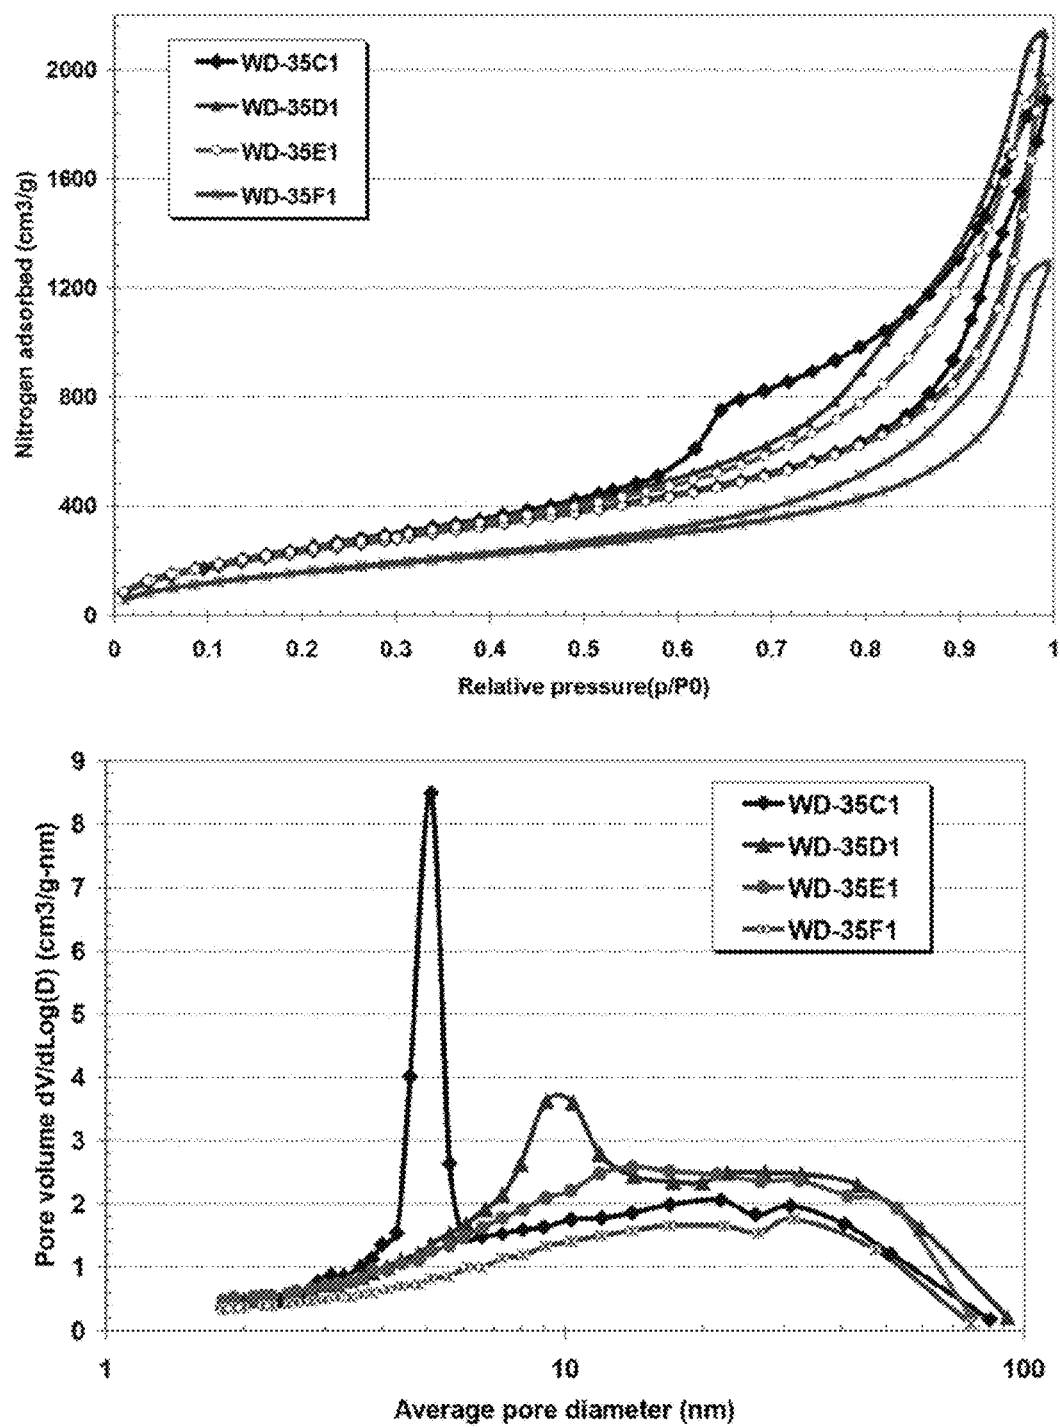 2000
1600
1200
800
400
0
Nitrogen adsorbed (cm3/g)
WD-35C1
WD-35D1
WD-35E1
WD-35F1
0 0.1 0.2 0.3 0.4 0.5 0.6 0.7 0.8 0.9 1
Relative pressure(p/P0)
9
8
7
6
5
4
3
2
1
0
Pore volume dV/dLog(D) (cm3/g-nm)
WD-35C1
WD-35D1
WD-35E1
WD-35F1
1 10 100
Average pore diameter (nm)